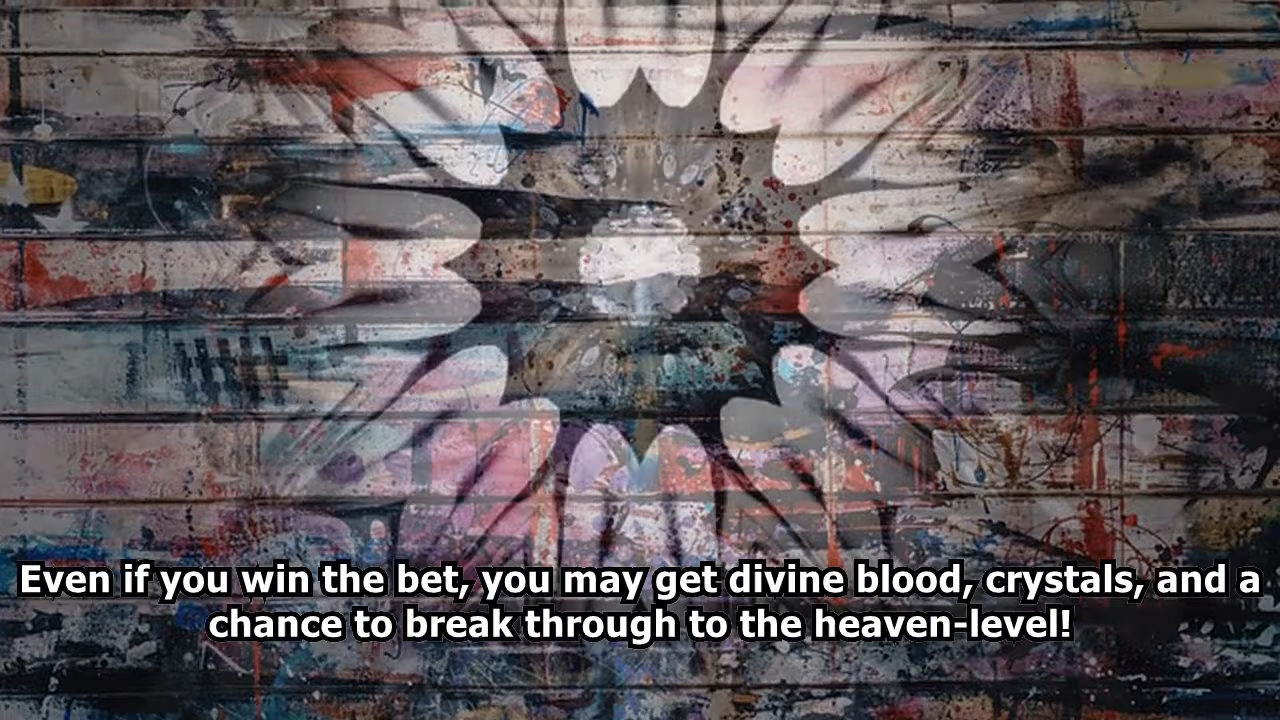 Even if you win the bet, you may get divine blood, crystals, and a
chance to break through to the heaven-level!